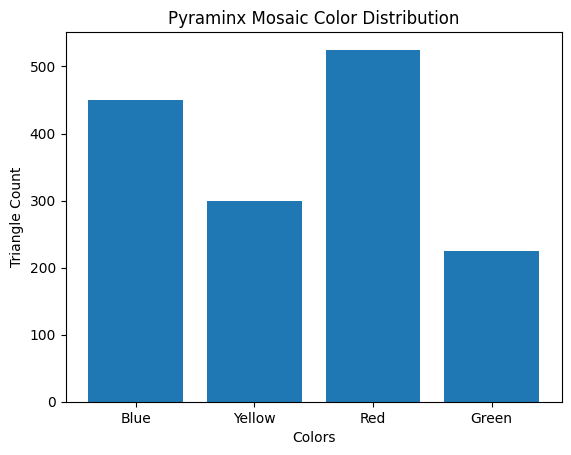 Pyraminx Mosaic Color Distribution
Triangle Count
500
400
300
200
100
0
Blue Yellow Red Green
Colors